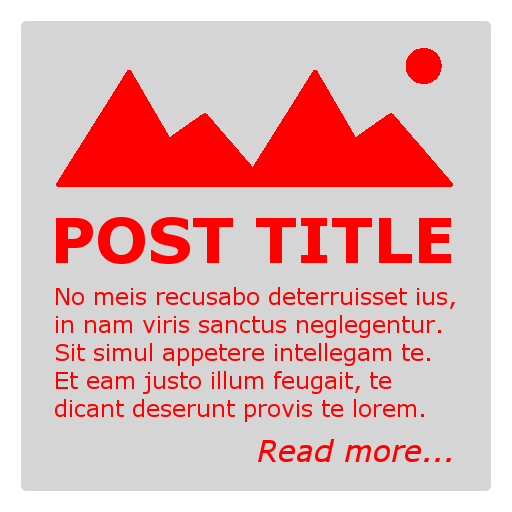 POST TITLE
No meis recusabo deterruisset ius,
in nam viris sanctus neglegentur.
Sit simul appetere intellegam te.
Et eam justo illum feugait, te
dicant deserunt provis te lorem.
Read more...